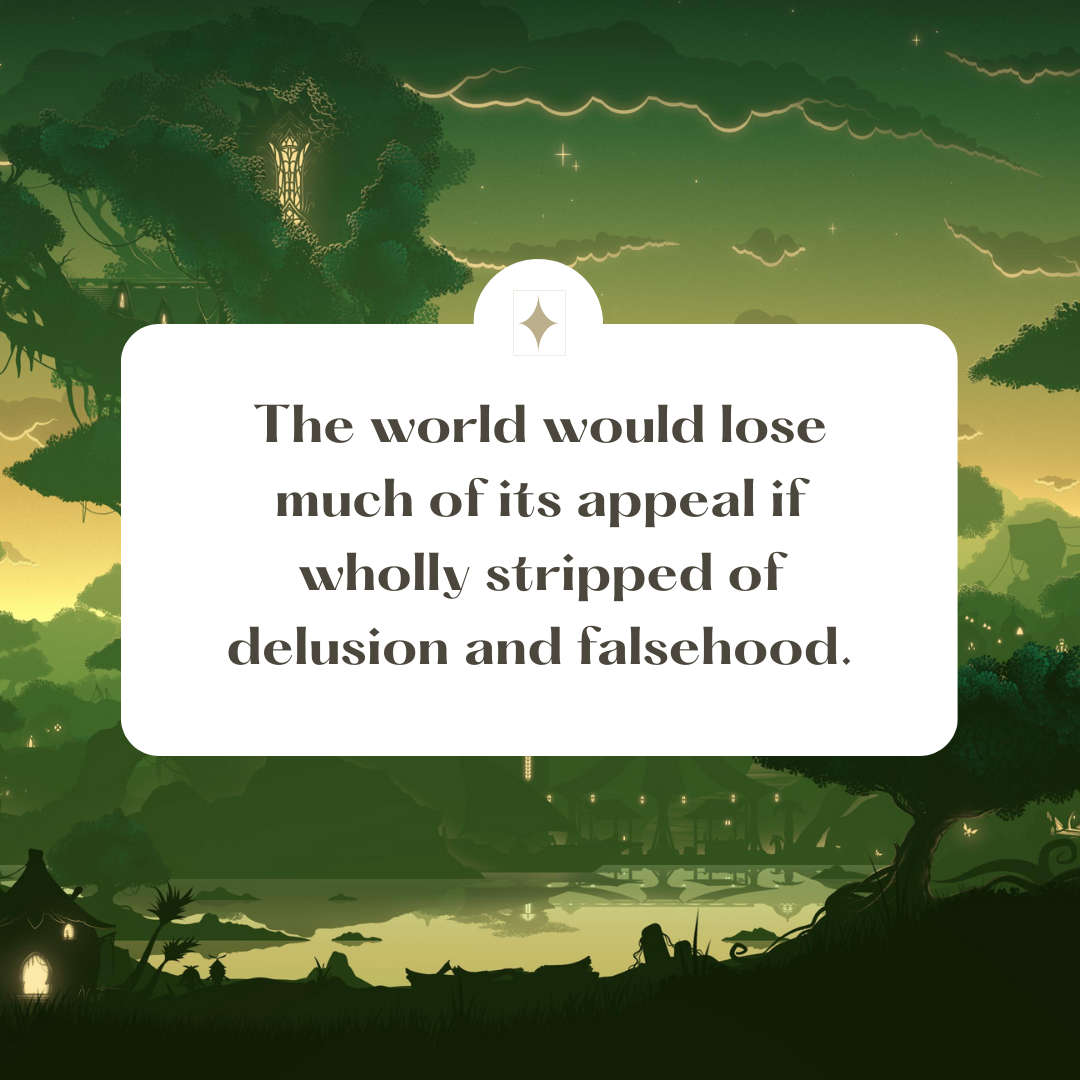 The world would lose
much of its appeal if
wholly stripped of
delusion and falsehood.